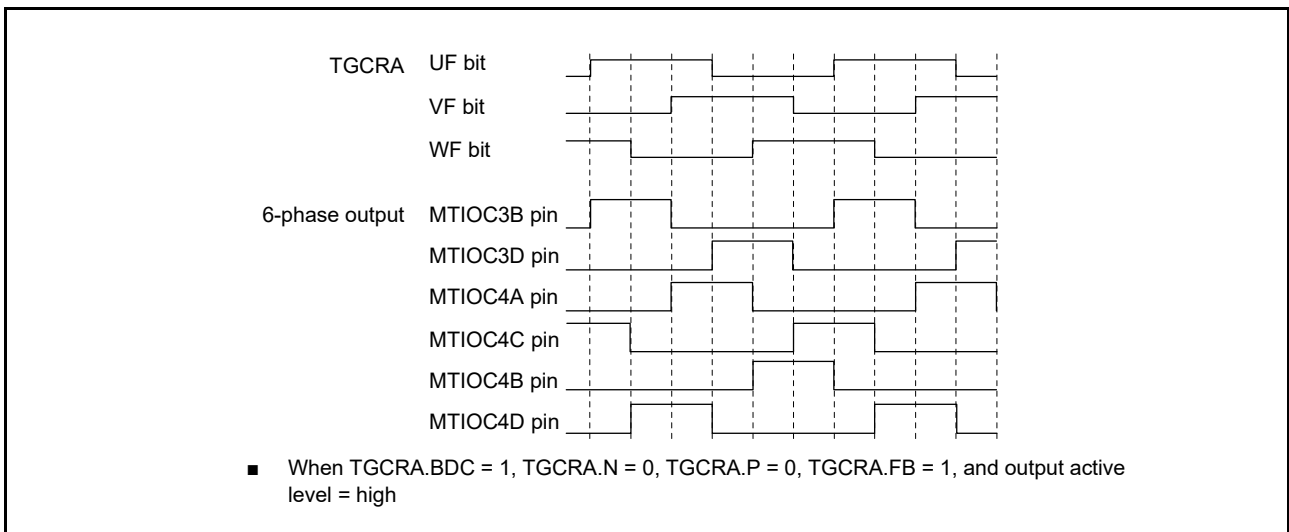 TGCRA UF bit
VF bit
WF bit
6-phase output MTIOC3B pin
MTIOC3D pin
MTIOC4A pin
MTIOC4C pin
MTIOC4B pin
MTIOC4D pin
■ When TGCRA.BDC = 1, TGCRA.N = 0, TGCRA.P = 0, TGCRA.FB = 1, and output active
level = high